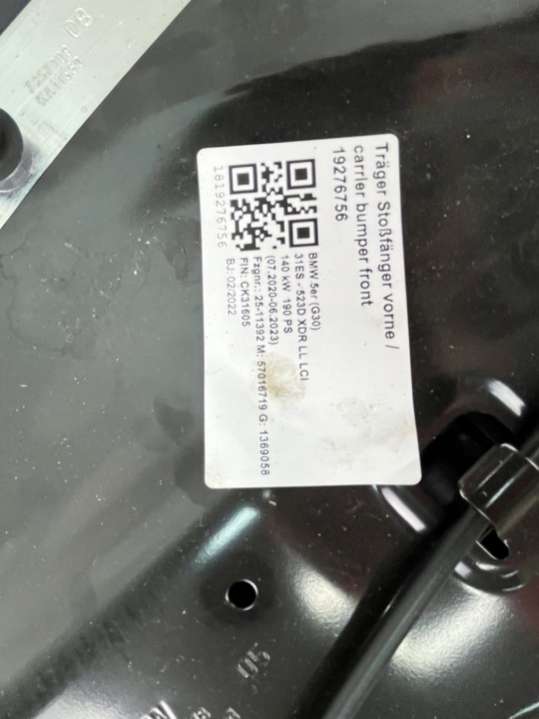 Träger Stoßfänger vorne /
carrier bumper front
19276756
1819276756
BMW 5er (G30)
31ES - 523D XDR LL LCI
140 kW 190 PS
(07.2020-06.2023)
Fzgnr.: 25-11392 M: 57016719 G: 1369058
FIN: CK31605
BJ: 02/2022
05